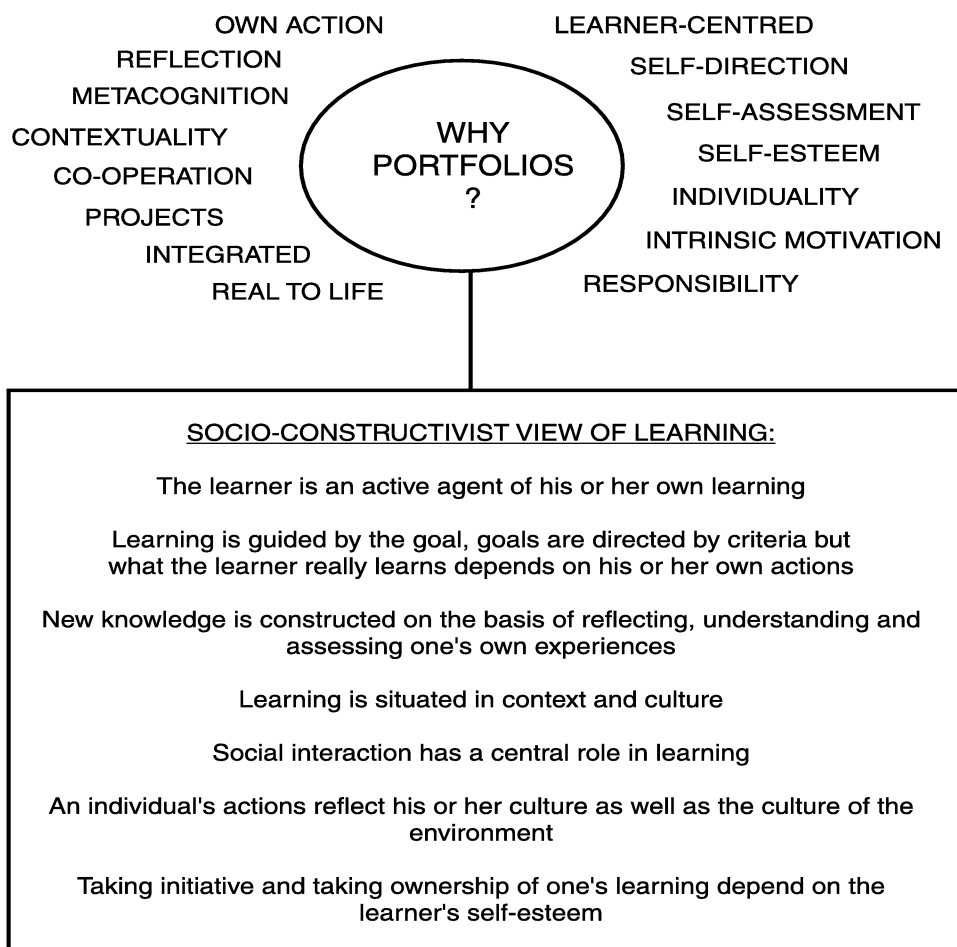 OWN ACTION
REFLECTION
METACOGNITION
CONTEXTUALITY
CO-OPERATION
PROJECTS
INTEGRATED
REAL TO LIFE
WHY
PORTFOLIOS
?
LEARNER-CENTRED
SELF-DIRECTION
SELF-ASSESSMENT
SELF-ESTEEM
INDIVIDUALITY
INTRINSIC MOTIVATION
RESPONSIBILITY
SOCIO-CONSTRUCTIVIST VIEW OF LEARNING:
The learner is an active agent of his or her own learning
Learning is guided by the goal, goals are directed by criteria but
what the learner really learns depends on his or her own actions
New knowledge is constructed on the basis of reflecting, understanding and
assessing one's own experiences
Learning is situated in context and culture
Social interaction has a central role in learning
An individual's actions reflect his or her culture as well as the culture of the
environment
Taking initiative and taking ownership of one's learning depend on the
learner's self-esteem